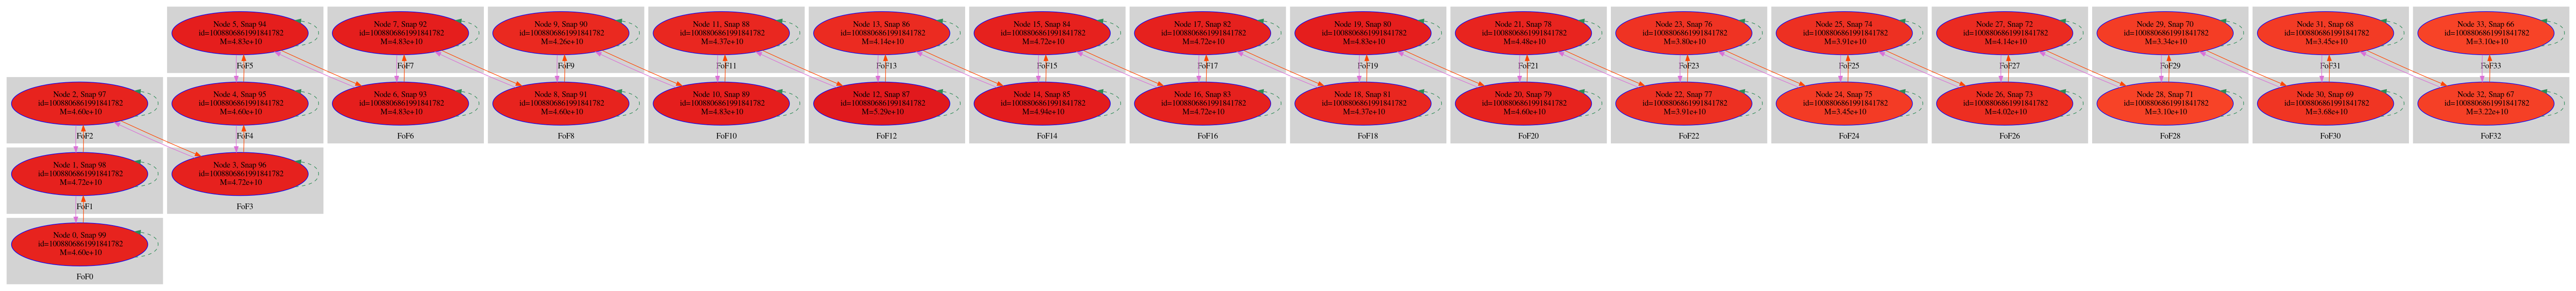 Node 5, Snap 94
id=1008806861991841782
M=4.83e+10
FoF5
Node 7, Snap 92
id=1008806861991841782
M=4.83e+10
FoF7
Node 9, Snap 90
id=1008806861991841782
M=4.26e+10
FoF9
Node 11, Snap 88
id=1008806861991841782
M=4.37e+10
FoF11
Node 13, Snap 86
id=1008806861991841782
M=4.14e+10
FoF13
Node 15, Snap 84
id=1008806861991841782
M=4.72e+10
FoF15
Node 17, Snap 82
id=1008806861991841782
M=4.72e+10
FoF17
Node 19, Snap 80
id=1008806861991841782
M=4.83e+10
FoF19
Node 21, Snap 78
id=1008806861991841782
M=4.48e+10
FoF21
Node 23, Snap 76
id=1008806861991841782
M=3.80e+10
FoF23
Node 25, Snap 74
id=1008806861991841782
M=3.91e+10
FoF25
Node 27, Snap 72
id=1008806861991841782
M=4.14e+10
FoF27
Node 29, Snap 70
id=1008806861991841782
M=3.34e+10
FoF29
Node 31, Snap 68
id=1008806861991841782
M=3.45e+10
FoF31
Node 33, Snap 66
id=1008806861991841782
M=3.10e+10
FoF33
Node 2, Snap 97
id=1008806861991841782
M=4.60e+10
FoF2
Node 4, Snap 95
id=1008806861991841782
M=4.60e+10
FoF4
Node 6, Snap 93
id=1008806861991841782
M=4.83e+10
FoF6
Node 8, Snap 91
id=1008806861991841782
M=4.60e+10
FoF8
Node 10, Snap 89
id=1008806861991841782
M=4.83e+10
FoF10
Node 12, Snap 87
id=1008806861991841782
M=5.29e+10
FoF12
Node 14, Snap 85
id=1008806861991841782
M=4.94e+10
FoF14
Node 16, Snap 83
id=1008806861991841782
M=4.72e+10
FoF16
Node 18, Snap 81
id=1008806861991841782
M=4.37e+10
FoF18
Node 20, Snap 79
id=1008806861991841782
M=4.60e+10
FoF20
Node 22, Snap 77
id=1008806861991841782
M=3.91e+10
FoF22
Node 24, Snap 75
id=1008806861991841782
M=3.45e+10
FoF24
Node 26, Snap 73
id=1008806861991841782
M=4.02e+10
FoF26
Node 28, Snap 71
id=1008806861991841782
M=3.10e+10
FoF28
Node 30, Snap 69
id=1008806861991841782
M=3.68e+10
FoF30
Node 32, Snap 67
id=1008806861991841782
M=3.22e+10
FoF32
Node 1, Snap 98
id=1008806861991841782
M=4.72e+10
FoF1
Node 3, Snap 96
id=1008806861991841782
M=4.72e+10
FoF3
Node 0, Snap 99
id=1008806861991841782
M=4.60e+10
FoF0